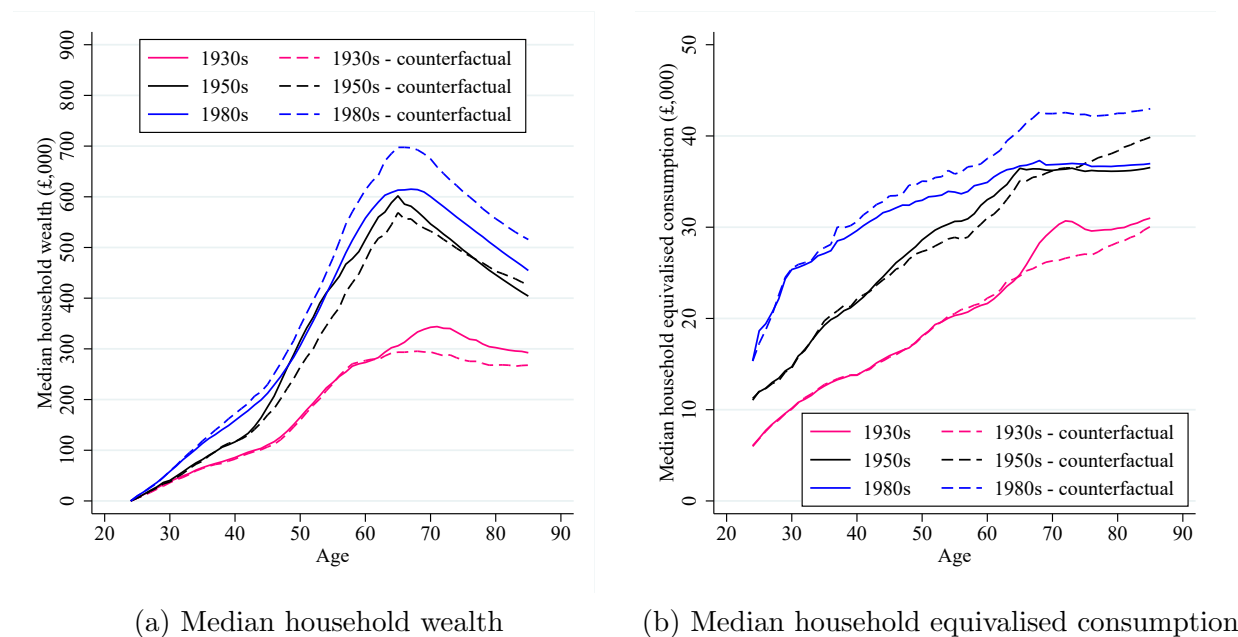 Median household wealth (£,000)
900
800
700
600
500
400
300
200
100
0
1930s
1930s - counterfactual
1950s
1950s - counterfactual
1980s
1980s - counterfactual
20 30 40 50 60 70 80 90
Age
(a) Median household wealth
Median household equivalised consumption (£,000)
50
40
30
20
10
0
1930s
1930s - counterfactual
1950s
1950s - counterfactual
1980s
1980s - counterfactual
20 30 40 50 60 70 80 90
Age
(b) Median household equivalised consumption